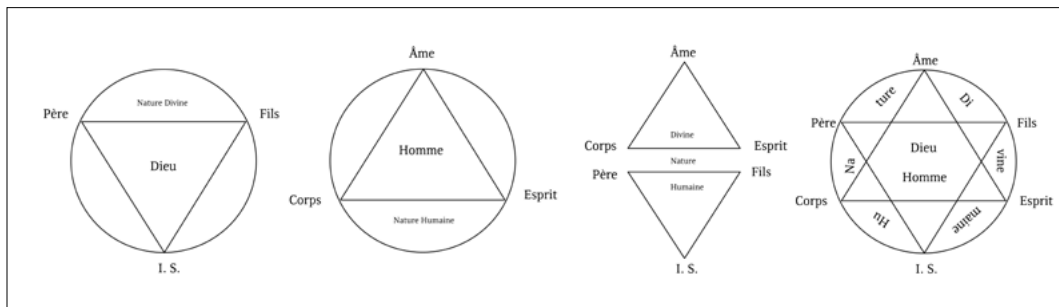 Nature Divine
Père
Fils
Dieu
I. S.
Âme
Homme
Corps
Esprit
Nature Humaine
Âme
Divine
Corps
Esprit
Nature
Père
Fils
Humaine
I. S.
Âme
ture
Di
Père
Fils
Dieu
Na
vine
Homme
Corps
Esprit
Hu
maine
I. S.